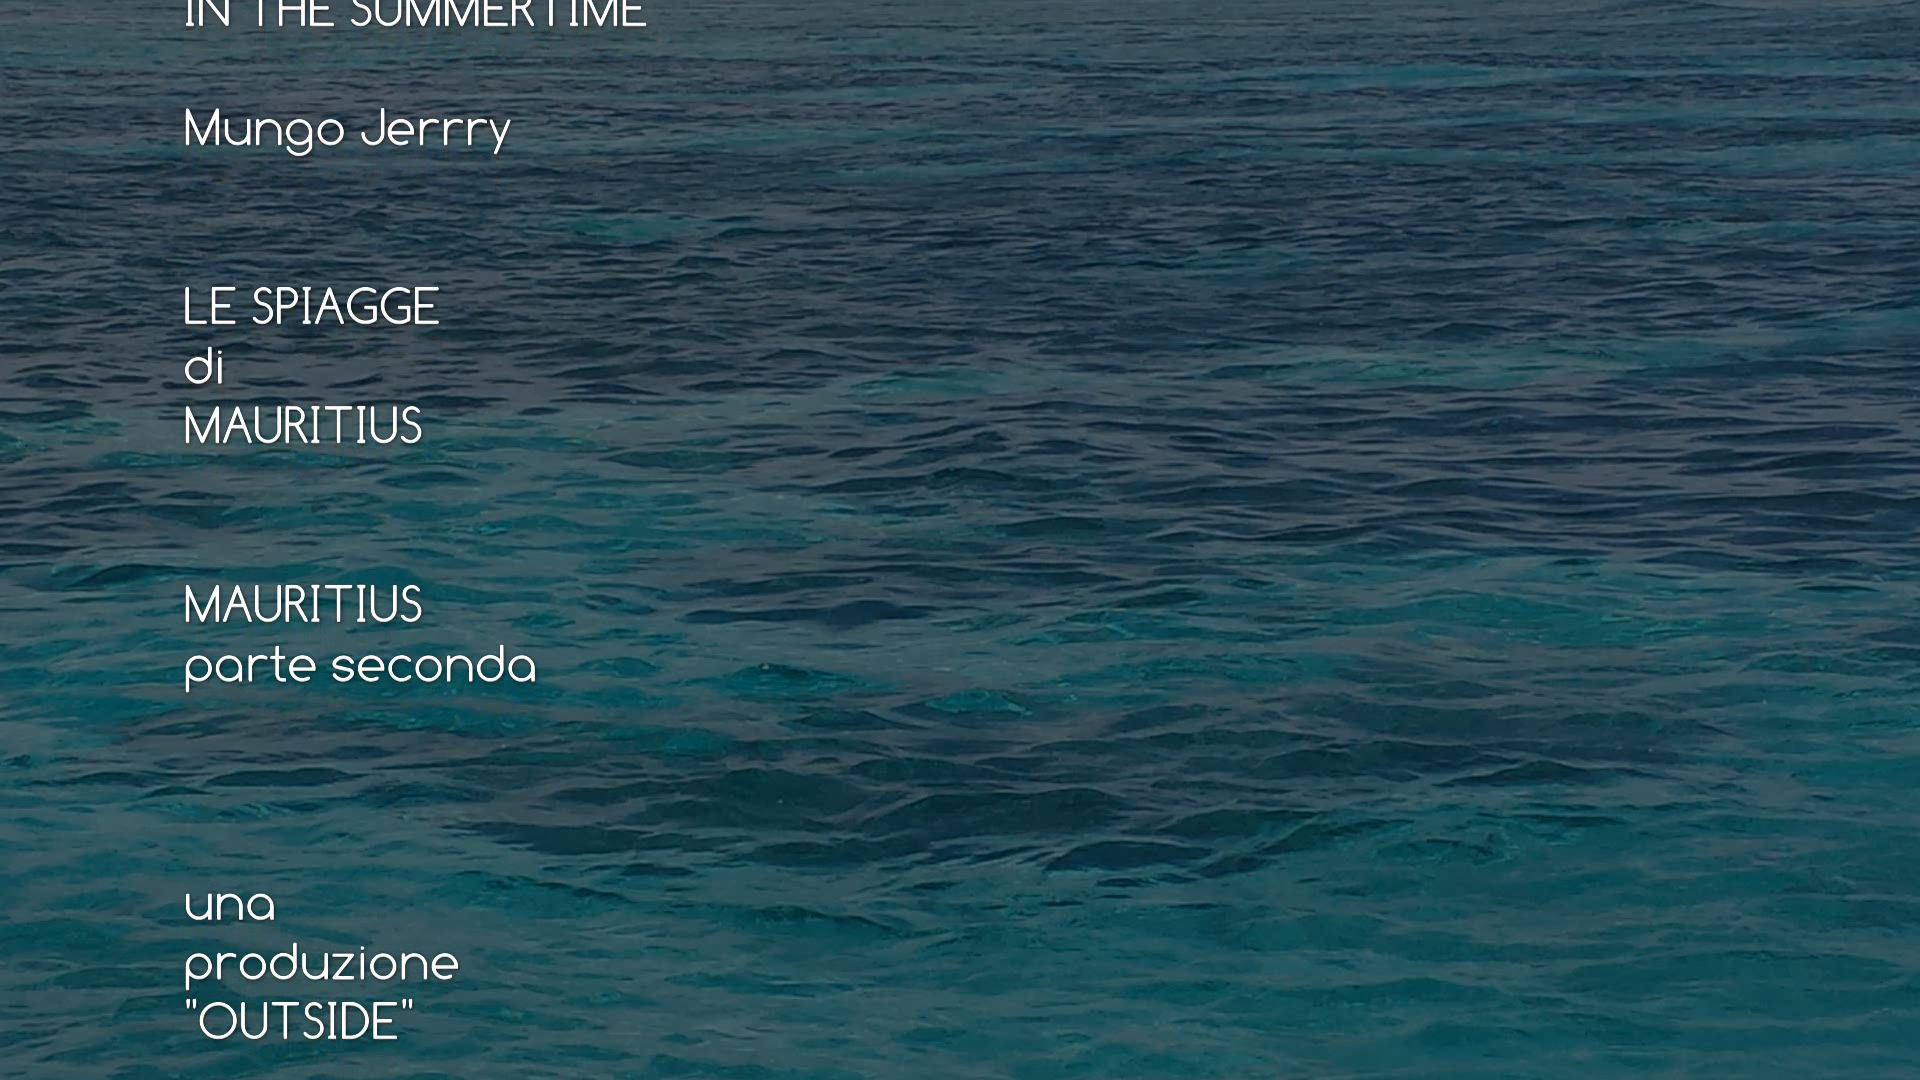 IN THE SUMMERTIME
Mungo Jerrry
LE SPIAGGE
di
MAURITIUS
MAURITIUS
parte seconda
una
produzione
"OUTSIDE"